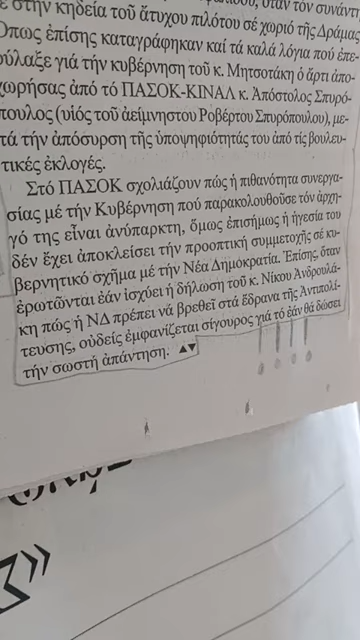 στήν κηδεία τοῦ ἄτυχου πιλότου σέ χωριό τῆς Δράμας
Ὅπως ἐπίσης καταγράφηκαν καί τά καλά λόγια πού ἐπε-
φύλαξε γιά τήν κυβέρνηση τοῦ κ. Μητσοτάκη ὁ ἄρτι ἀπο-
χωρήσας ἀπό τό ΠΑΣΟΚ-ΚΙΝΑΛ κ. Ἀπόστολος Σπυρό-
πουλος (υἱός τοῦ ἀείμνηστου Ροβέρτου Σπυρόπουλου), με-
τά τήν ἀπόσυρση τῆς ὑποψηφιότητάς του ἀπό τίς βουλευ-
τικές ἐκλογές.
Στό ΠΑΣΟΚ σχολιάζουν πώς ἡ πιθανότητα συνεργα-
σίας μέ τήν Κυβέρνηση πού παρακολουθοῦσε τόν ἀρχη-
γό της εἶναι ἀνύπαρκτη, ὅμως ἐπισήμως ἡ ἡγεσία του
δέν ἔχει ἀποκλείσει τήν προοπτική συμμετοχῆς σέ κυ-
βερνητικό σχῆμα μέ τήν Νέα Δημοκρατία. Ἐπίσης, ὅταν
ἐρωτῶνται ἐάν ἰσχύει ἡ δήλωση τοῦ κ. Νίκου Ἀνδρουλά-
κη πώς ἡ ΝΔ πρέπει νά βρεθεῖ στά ἕδρανα τῆς Ἀντιπολί-
τευσης, οὐδείς ἐμφανίζεται σίγουρος γιά τό ἐάν θά δώσει
τήν σωστή ἀπάντηση. ▲▼
Σ»